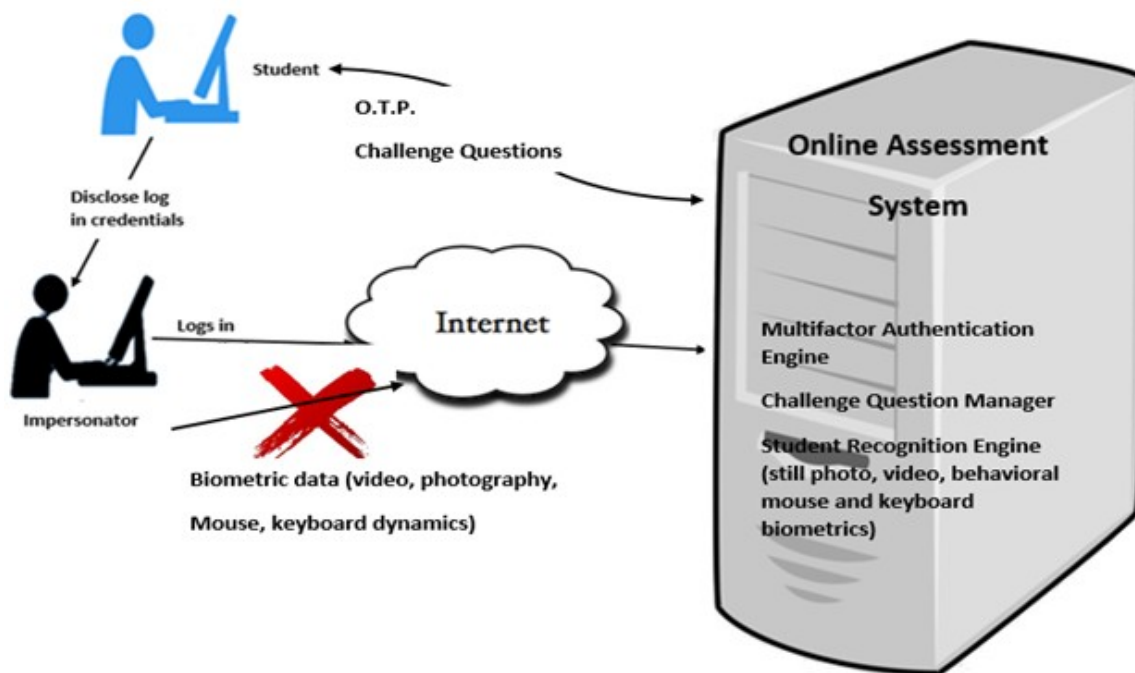 Student
O.T.P.
Challenge Questions
Disclose log
in credentials
Logs in
Internet
Impersonator
Biometric data (video, photography,
Mouse, keyboard dynamics)
Online Assessment
System
Multifactor Authentication
Engine
Challenge Question Manager
Student Recognition Engine
(still photo, video, behavioral
mouse and keyboard
biometrics)